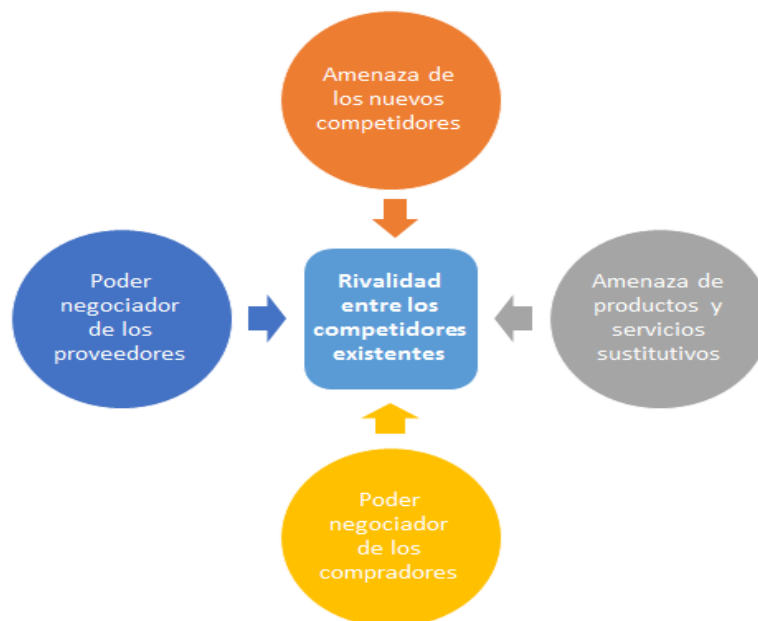 Amenaza de
los nuevos
competidores
Poder
negociador
de los
proveedores
Rivalidad
entre los
competidores
existentes
Amenaza de
productos y
servicios
sustitutivos
Poder
negociador
de los
compradores